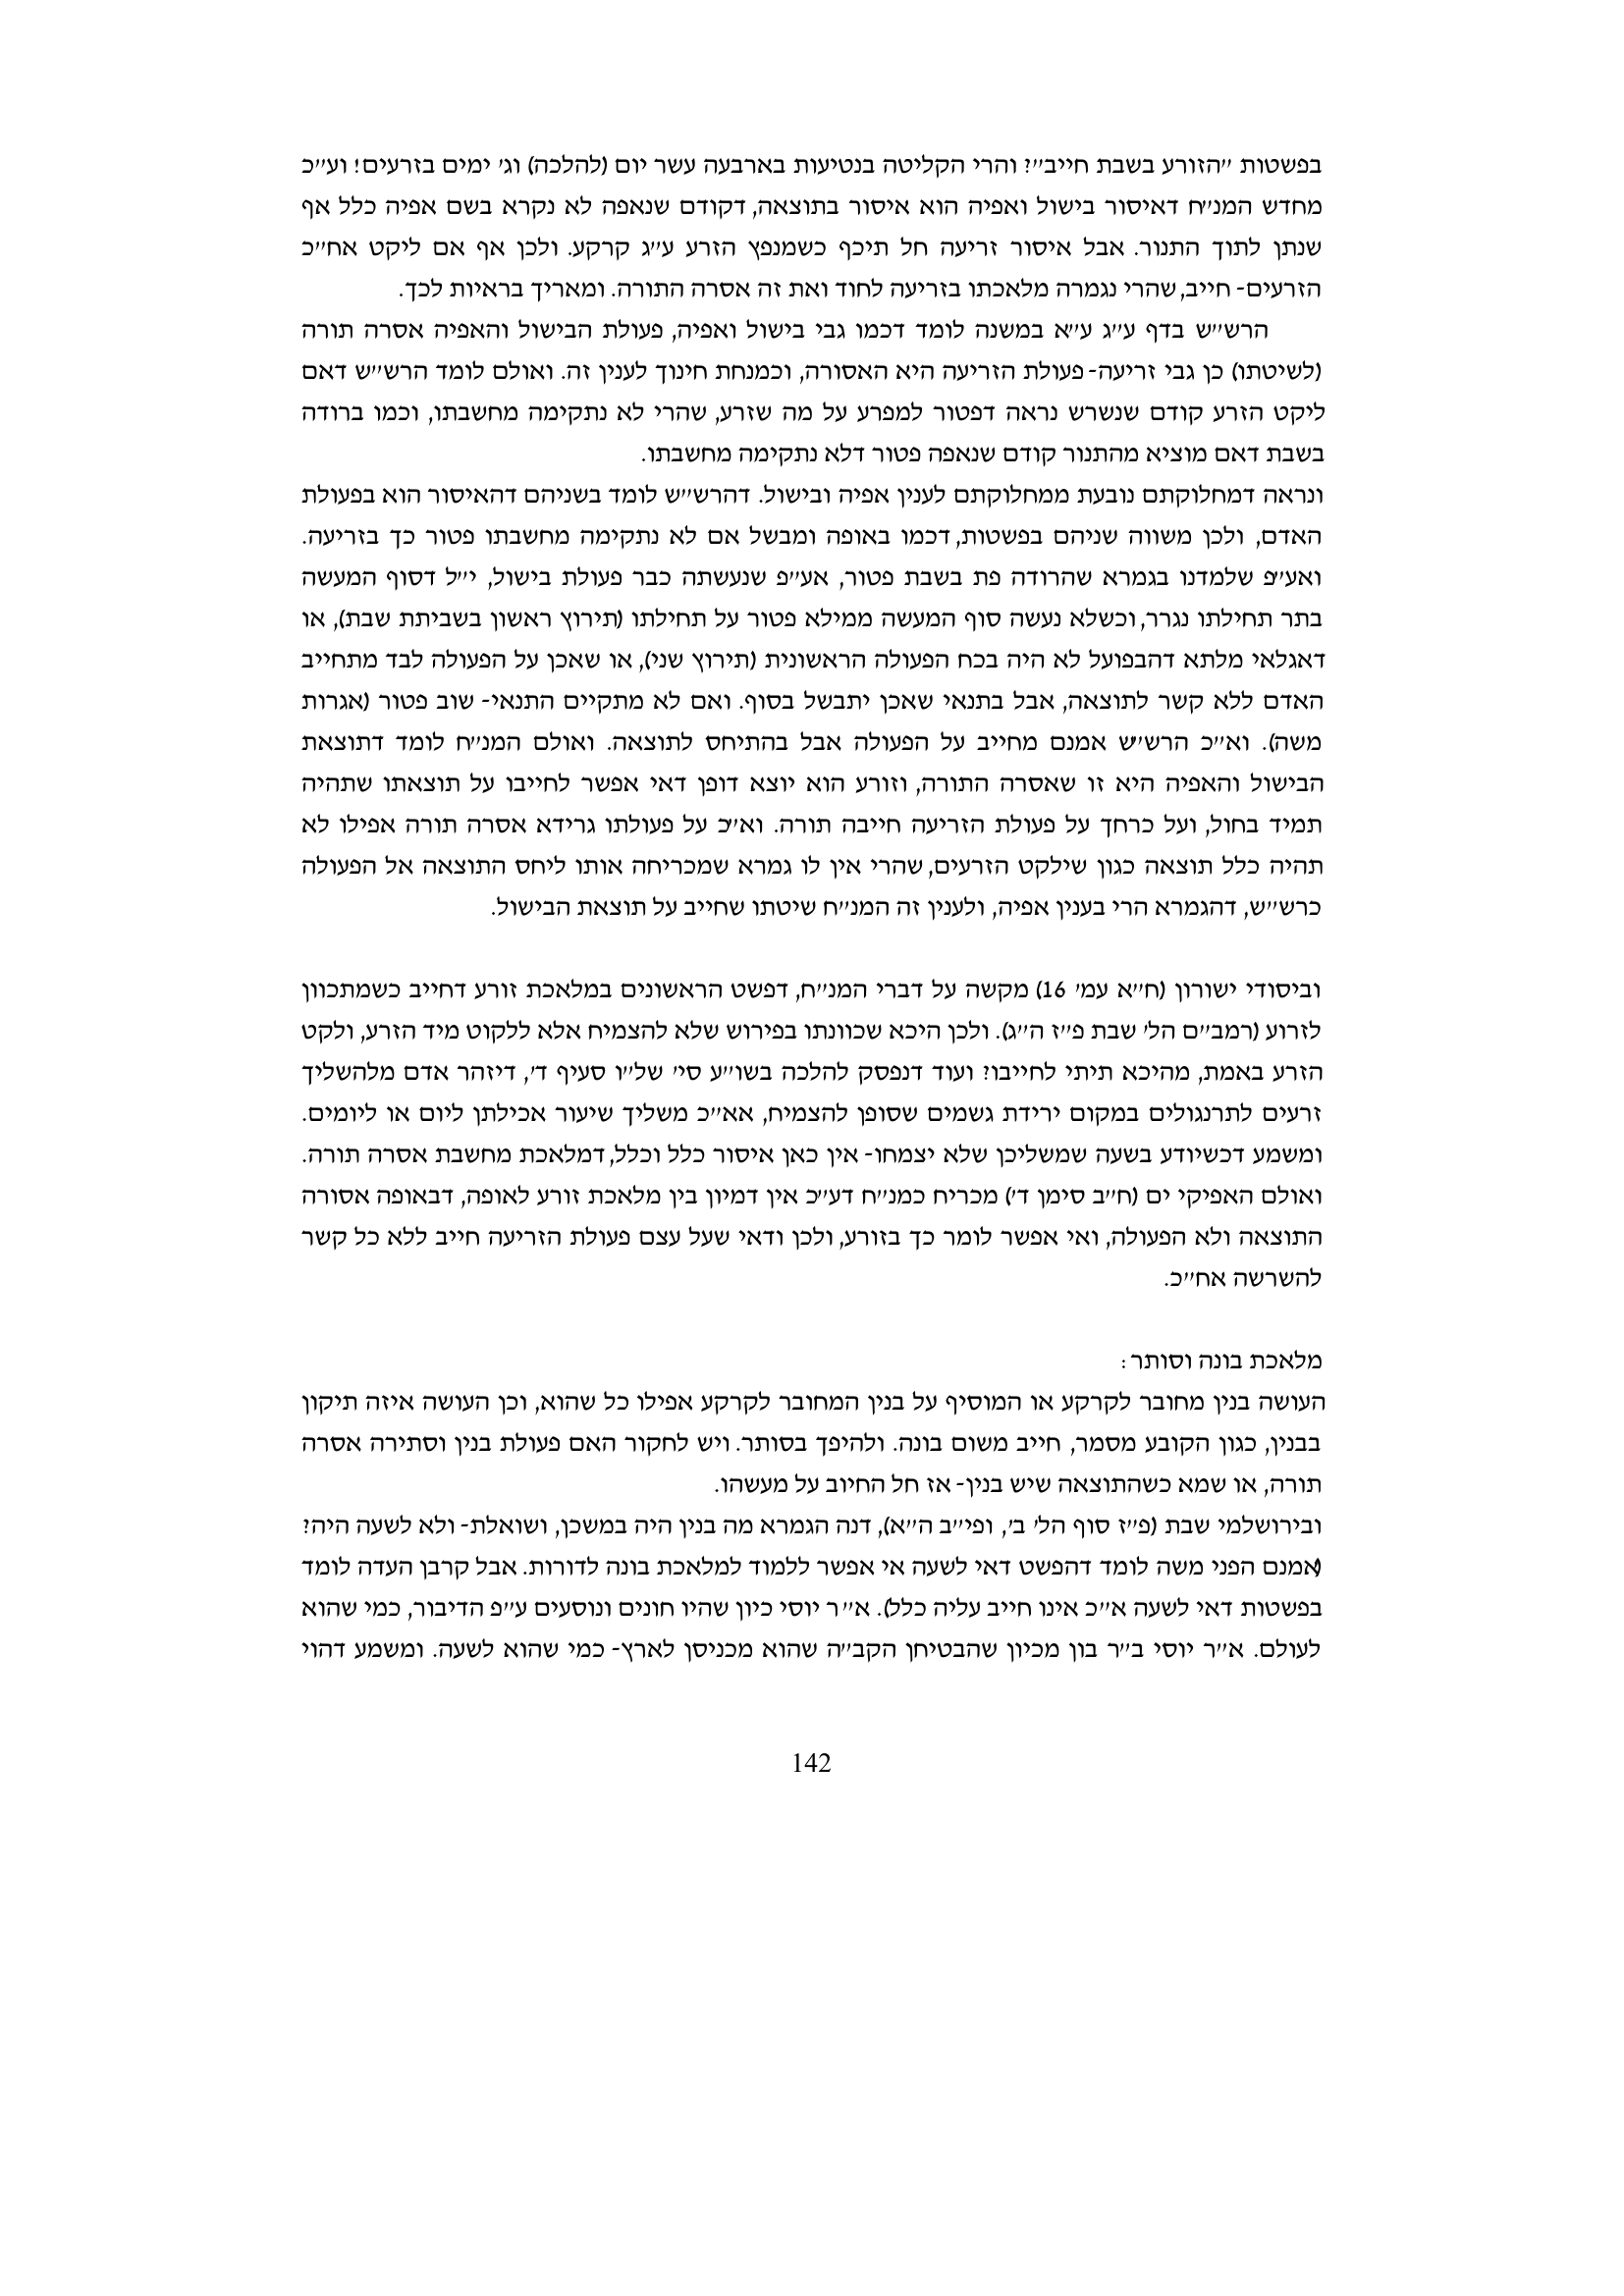 בפשטות "הזורע בשבת חייב"? והרי הקליטה בנטיעות בארבעה עשר יום (להלכה) וג' ימים בזרעים! וע"כ
מחדש המנ"ח דאיסור בישול ואפיה הוא איסור בתוצאה, דקודם שנאפה לא נקרא בשם אפיה כלל אף
שנתן לתוך התנור. אבל איסור זריעה חל תיכף כשמנפץ הזרע ע"ג קרקע. ולכן אף אם ליקט אח"כ
הזרעים- חייב, שהרי נגמרה מלאכתו בזריעה לחוד ואת זה אסרה התורה. ומאריך בראיות לכך.
הרש"ש בדף ע"ג ע"א במשנה לומד דכמו גבי בישול ואפיה, פעולת הבישול והאפיה אסרה תורה
(לשיטתו) כן גבי זריעה- פעולת הזריעה היא האסורה, וכמנחת חינוך לענין זה. ואולם לומד הרש"ש דאם
ליקט הזרע קודם שנשרש נראה דפטור למפרע על מה שזרע, שהרי לא נתקימה מחשבתו, וכמו ברודה
בשבת דאם מוציא מהתנור קודם שנאפה פטור דלא נתקימה מחשבתו.
ונראה דמחלוקתם נובעת ממחלוקתם לענין אפיה ובישול. דהרש"ש לומד בשניהם דהאיסור הוא בפעולת
האדם, ולכן משווה שניהם בפשטות, דכמו באופה ומבשל אם לא נתקימה מחשבתו פטור כך בזריעה.
ואע"פ שלמדנו בגמרא שהרודה פת בשבת פטור, אע"פ שנעשתה כבר פעולת בישול, י"ל דסוף המעשה
בתר תחילתו נגרר, וכשלא נעשה סוף המעשה ממילא פטור על תחילתו (תירוץ ראשון בשביתת שבת), או
דאגלאי מלתא דהבפועל לא היה בכח הפעולה הראשונית (תירוץ שני), או שאכן על הפעולה לבד מתחייב
האדם ללא קשר לתוצאה, אבל בתנאי שאכן יתבשל בסוף. ואם לא מתקיים התנאי- שוב פטור (אגרות
משה). וא"כ הרש"ש אמנם מחייב על הפעולה אבל בהתיחס לתוצאה. ואולם המנ"ח לומד דתוצאת
הבישול והאפיה היא זו שאסרה התורה, וזורע הוא יוצא דופן דאי אפשר לחייבו על תוצאתו שתהיה
תמיד בחול, ועל כרחך על פעולת הזריעה חייבה תורה. וא"כ על פעולתו גרידא אסרה תורה אפילו לא
תהיה כלל תוצאה כגון שילקט הזרעים, שהרי אין לו גמרא שמכריחה אותו ליחס התוצאה אל הפעולה
כרש"ש, דהגמרא הרי בענין אפיה, ולענין זה המנ"ח שיטתו שחייב על תוצאת הבישול.
וביסודי ישורון (ח"א עמ' 16) מקשה על דברי המנ"ח, דפשט הראשונים במלאכת זורע דחייב כשמתכוון
לזרוע (רמב"ם הל' שבת פ"ז ה"ג). ולכן היכא שכוונתו בפירוש שלא להצמיח אלא ללקוט מיד הזרע, ולקט
הזרע באמת, מהיכא תיתי לחייבו? ועוד דנפסק להלכה בשו"ע סי' של"ו סעיף ד', דיזהר אדם מלהשליך
זרעים לתרנגולים במקום ירידת גשמים שסופן להצמיח, אא"כ משליך שיעור אכילתן ליום או ליומים.
ומשמע דכשיודע בשעה שמשליכן שלא יצמחו- אין כאן איסור כלל וכלל, דמלאכת מחשבת אסרה תורה.
ואולם האפיקי ים (ח"ב סימן ד') מכריח כמנ"ח דע"כ אין דמיון בין מלאכת זורע לאופה, דבאופה אסורה
התוצאה ולא הפעולה, ואי אפשר לומר כך בזורע, ולכן ודאי שעל עצם פעולת הזריעה חייב ללא כל קשר
להשרשה אח"כ.
מלאכת בונה וסותר:
העושה בנין מחובר לקרקע או המוסיף על בנין המחובר לקרקע אפילו כל שהוא, וכן העושה איזה תיקון
בבנין, כגון הקובע מסמר, חייב משום בונה. ולהיפך בסותר. ויש לחקור האם פעולת בנין וסתירה אסרה
תורה, או שמא כשהתוצאה שיש בנין- אז חל החיוב על מעשהו.
ובירושלמי שבת (פ"ז סוף הל' ב', ופי"ב ה"א), דנה הגמרא מה בנין היה במשכן, ושואלת- ולא לשעה היה?
(אמנם הפני משה לומד דהפשט דאי לשעה אי אפשר ללמוד למלאכת בונה לדורות. אבל קרבן העדה לומד
בפשטות דאי לשעה א"כ אינו חייב עליה כלל). א"ר יוסי כיון שהיו חונים ונוסעים ע"פ הדיבור, כמי שהוא
לעולם. א"ר יוסי ב"ר בון מכיון שהבטיחן הקב"ה שהוא מכניסן לארץ- כמי שהוא לשעה. ומשמע דהוי
142